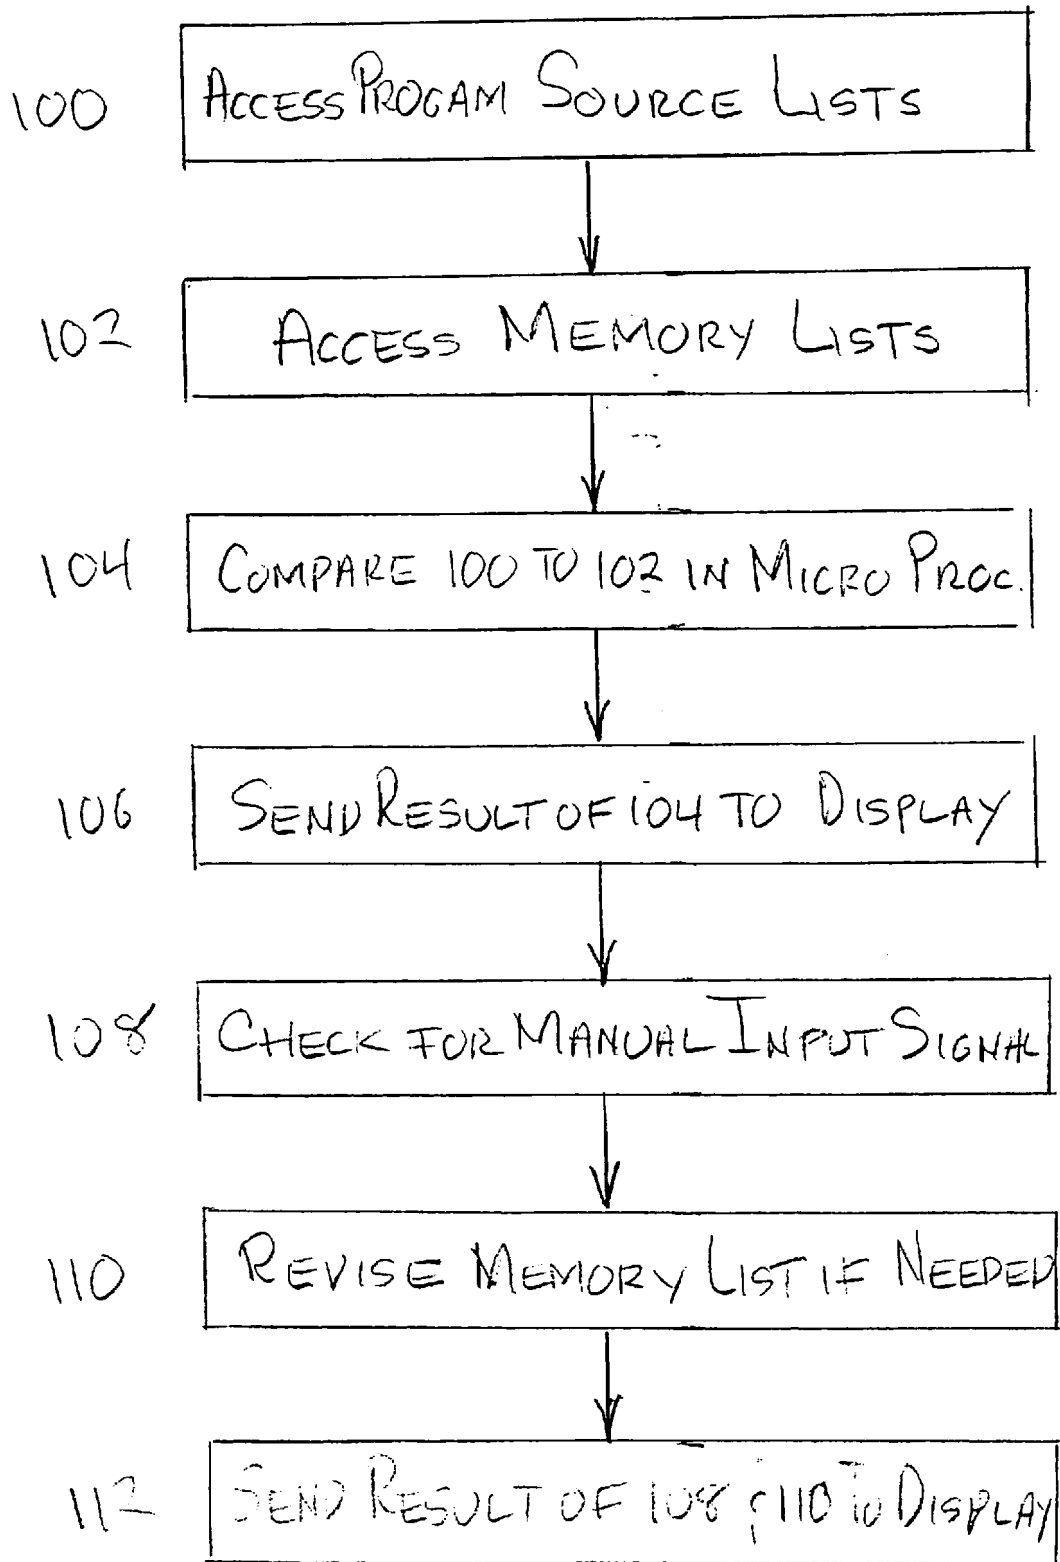 100 ACCESS PROGAM SOURCE LISTS
102 ACCESS MEMORY LISTS
104 COMPARE 100 TO 102 IN MICRO PROC.
106 SEND RESULT OF 104 TO DISPLAY
108 CHECK FOR MANUAL INPUT SIGNAL
110 REVISE MEMORY LIST IF NEEDED
112 SEND RESULT OF 108 & 110 TO DISPLAY